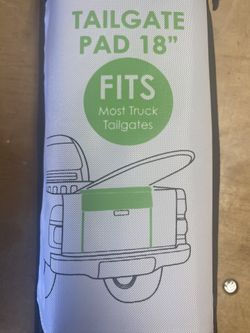 TAILGATE
PAD 18”
FITS
Most Truck
Tailgates